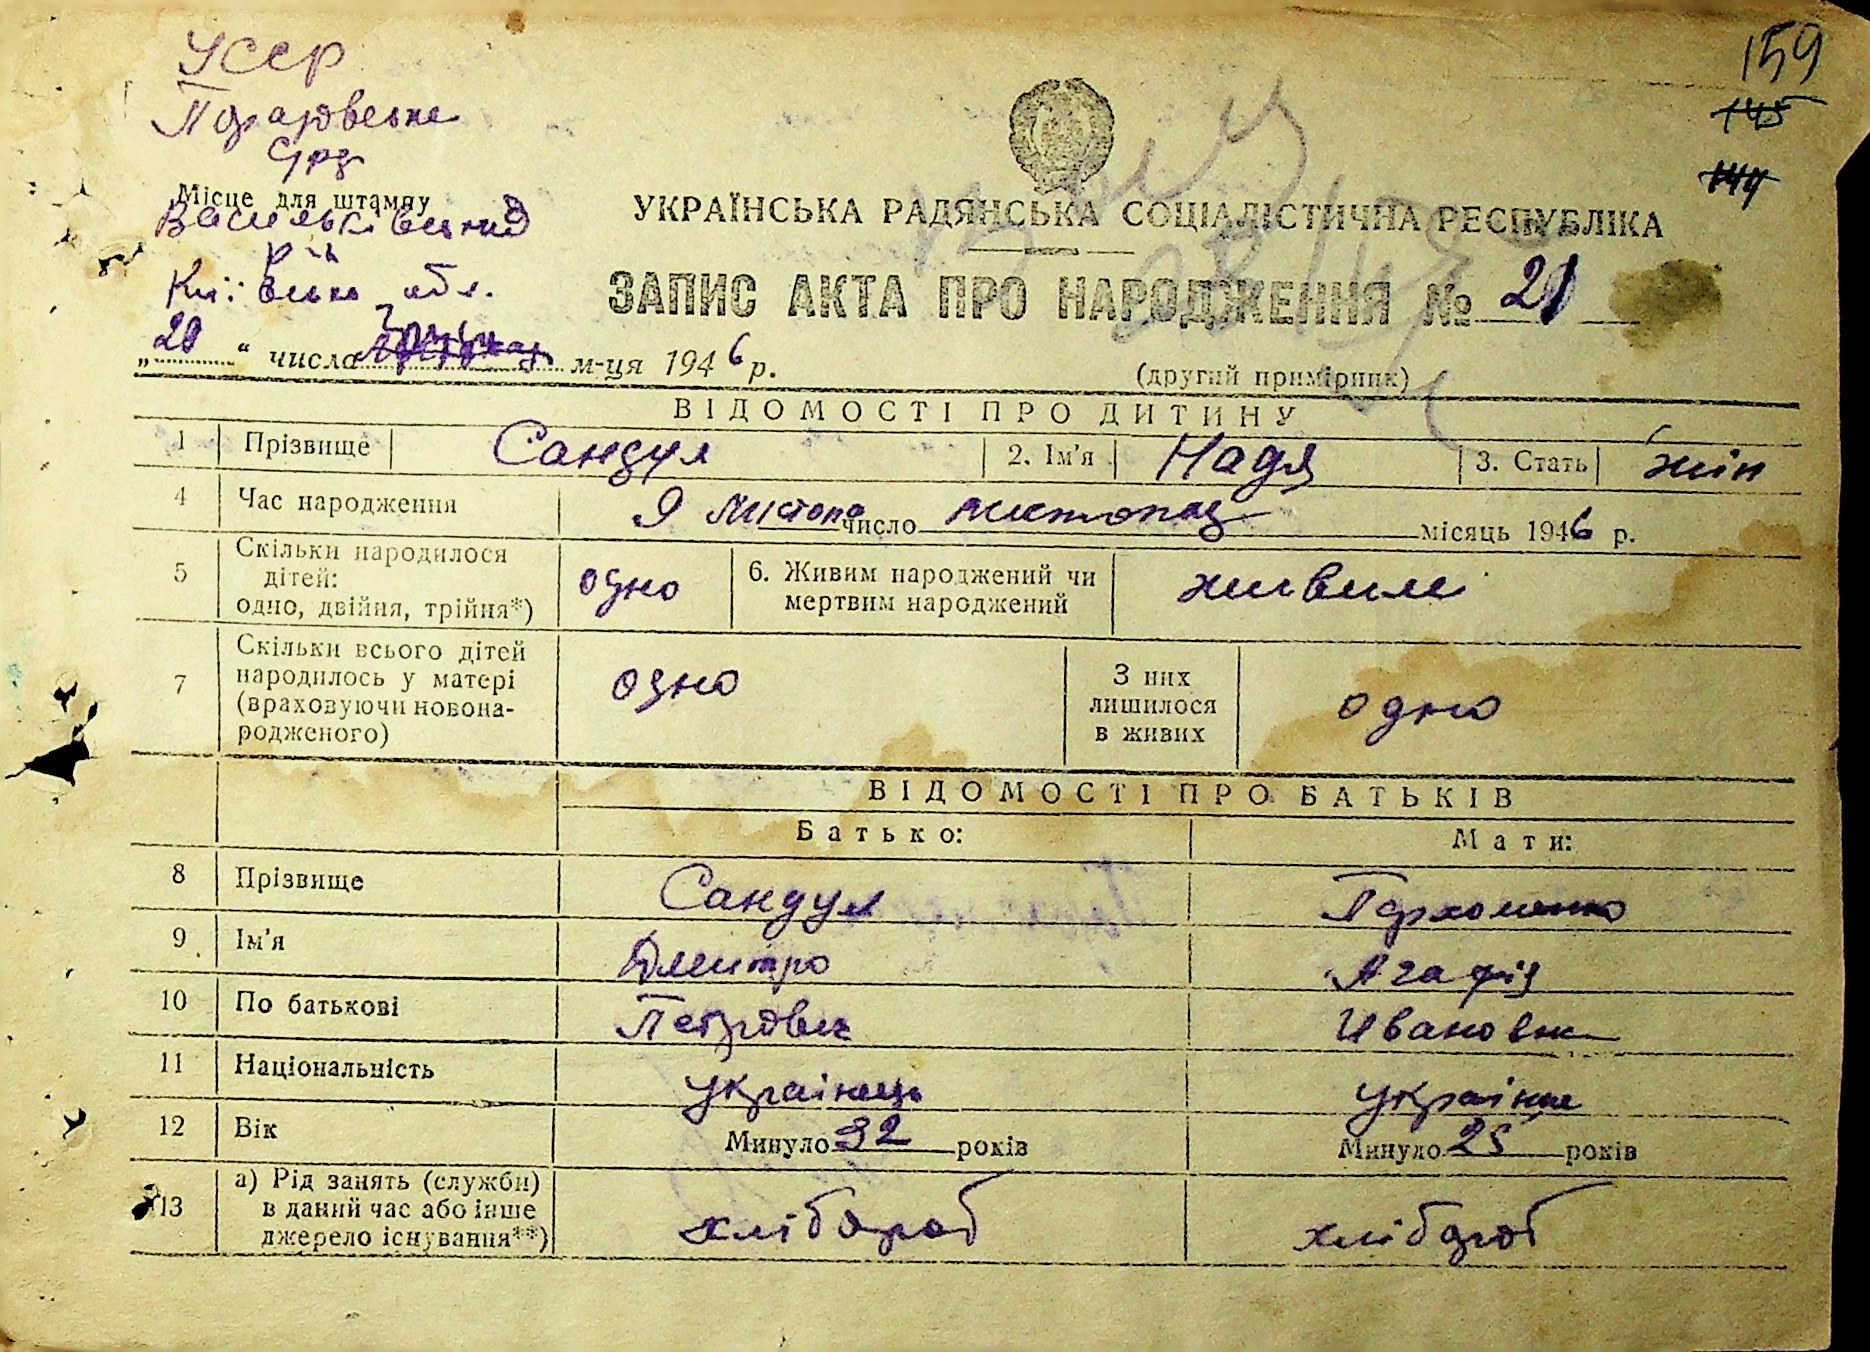 159
145
144
УССР
Місце для штампу
Васильківський
р-н
Київська обл.
УКРАЇНСЬКА РАДЯНСЬКА СОЦІАЛІСТИЧНА РЕСПУБЛІКА
ЗАПИС АКТА ПРО НАРОДЖЕННЯ № 21
„20“ числа м-ця 1946 р.
(другий примірник)
ВІДОМОСТІ ПРО ДИТИНУ
1 Прізвище Сандул 2. Ім'я Надя 3. Стать жін
4 Час народження 9 листопа число листопад місяць 1946 р.
5 Скільки народилося дітей: одно, двійня, трійня*) одно 6. Живим народжений чи мертвим народжений живим
7 Скільки всього дітей народилось у матері (враховуючи новонародженого) одно З них лишилося в живих одно
ВІДОМОСТІ ПРО БАТЬКІВ
Батько: Мати:
8 Прізвище Сандул Пархоменко
9 Ім'я Дмитро Агафія
10 По батькові Петрович Ивановна
11 Національність українець українка
12 Вік Минуло 32 років Минуло 25 років
13 а) Рід занять (служби) в даний час або інше джерело існування**) хлібороб хлібороб